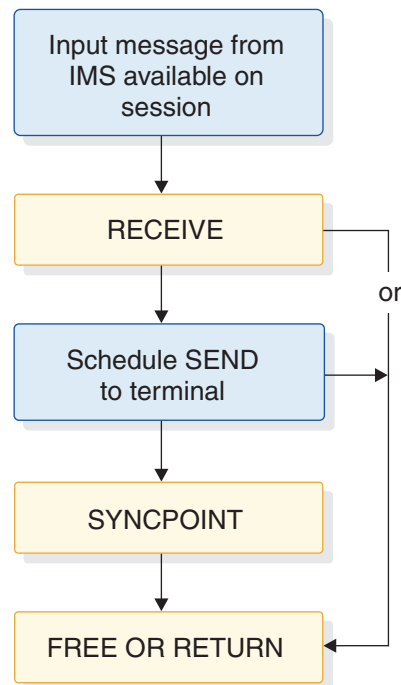 Input message from
IMS available on
session
RECEIVE
or
Schedule SEND
to terminal
SYNCPOINT
FREE OR RETURN